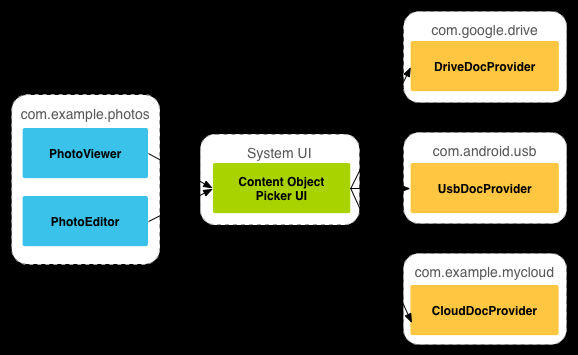 com.example.photos
PhotoViewer
PhotoEditor
System UI
Content Object
Picker UI
com.google.drive
DriveDocProvider
com.android.usb
UsbDocProvider
com.example.mycloud
CloudDocProvider